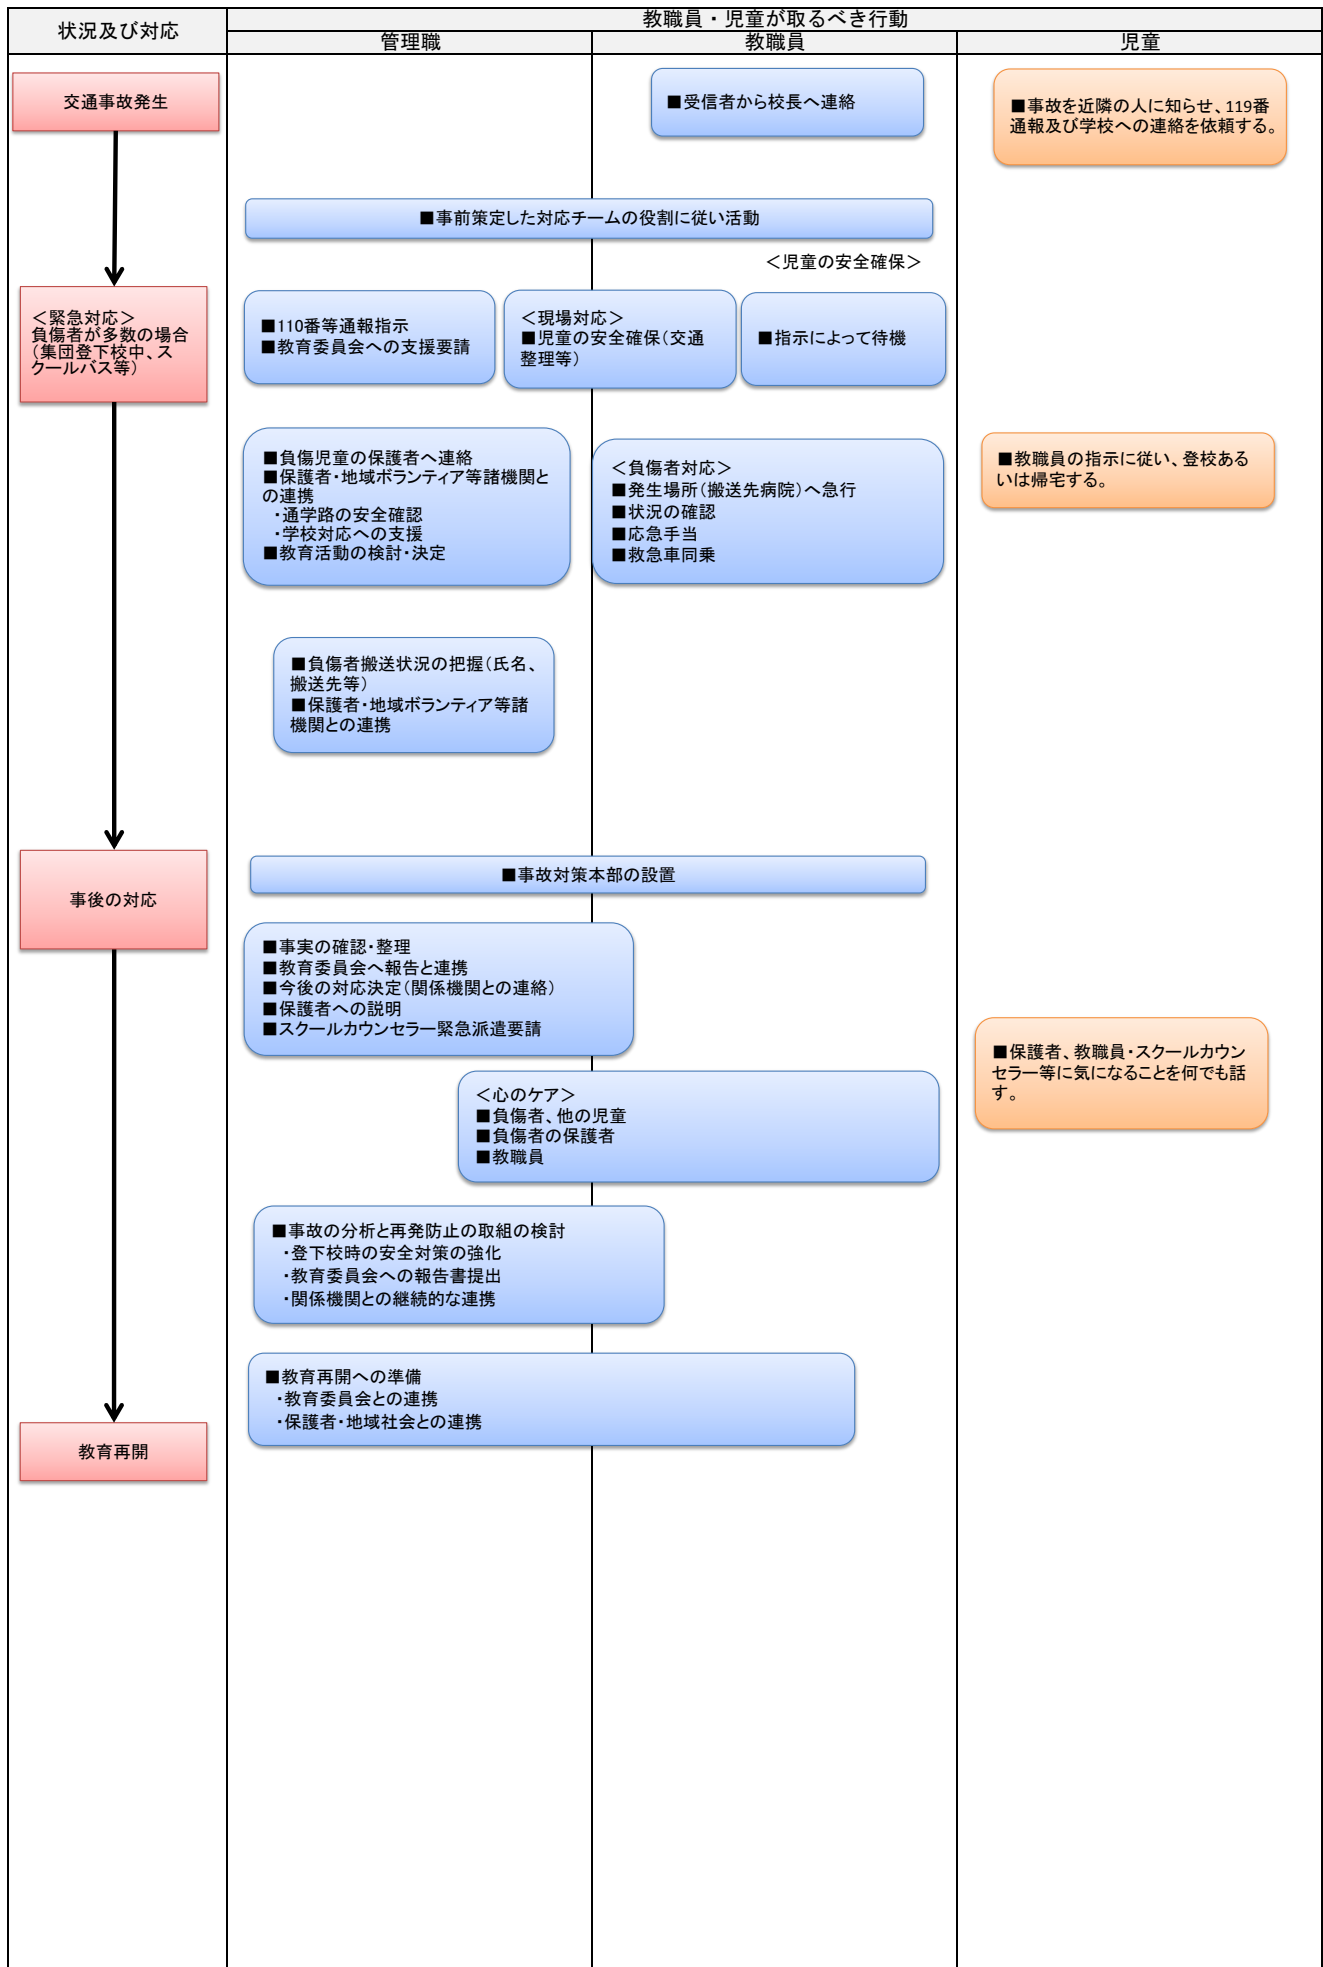 状況及び対応
教職員・児童が取るべき行動
管理職
教職員
児童
交通事故発生
■受信者から校長へ連絡
■事故を近隣の人に知らせ、119番
通報及び学校への連絡を依頼する。
■事前策定した対応チームの役割に従い活動
＜児童の安全確保＞
＜緊急対応＞
負傷者が多数の場合
（集団登下校中、ス
クールバス等）
■110番等通報指示
■教育委員会への支援要請
＜現場対応＞
■児童の安全確保（交通
整理等）
■指示によって待機
■負傷児童の保護者へ連絡
■保護者・地域ボランティア等諸機関と
の連携
・通学路の安全確認
・学校対応への支援
■教育活動の検討・決定
＜負傷者対応＞
■発生場所（搬送先病院）へ急行
■状況の確認
■応急手当
■救急車同乗
■教職員の指示に従い、登校ある
いは帰宅する。
■負傷者搬送状況の把握（氏名、
搬送先等）
■保護者・地域ボランティア等諸
機関との連携
事後の対応
■事故対策本部の設置
■事実の確認・整理
■教育委員会へ報告と連携
■今後の対応決定（関係機関との連絡）
■保護者への説明
■スクールカウンセラー緊急派遣要請
■保護者、教職員・スクールカウン
セラー等に気になることを何でも話
す。
＜心のケア＞
■負傷者、他の児童
■負傷者の保護者
■教職員
■事故の分析と再発防止の取組の検討
・登下校時の安全対策の強化
・教育委員会への報告書提出
・関係機関との継続的な連携
■教育再開への準備
・教育委員会との連携
・保護者・地域社会との連携
教育再開